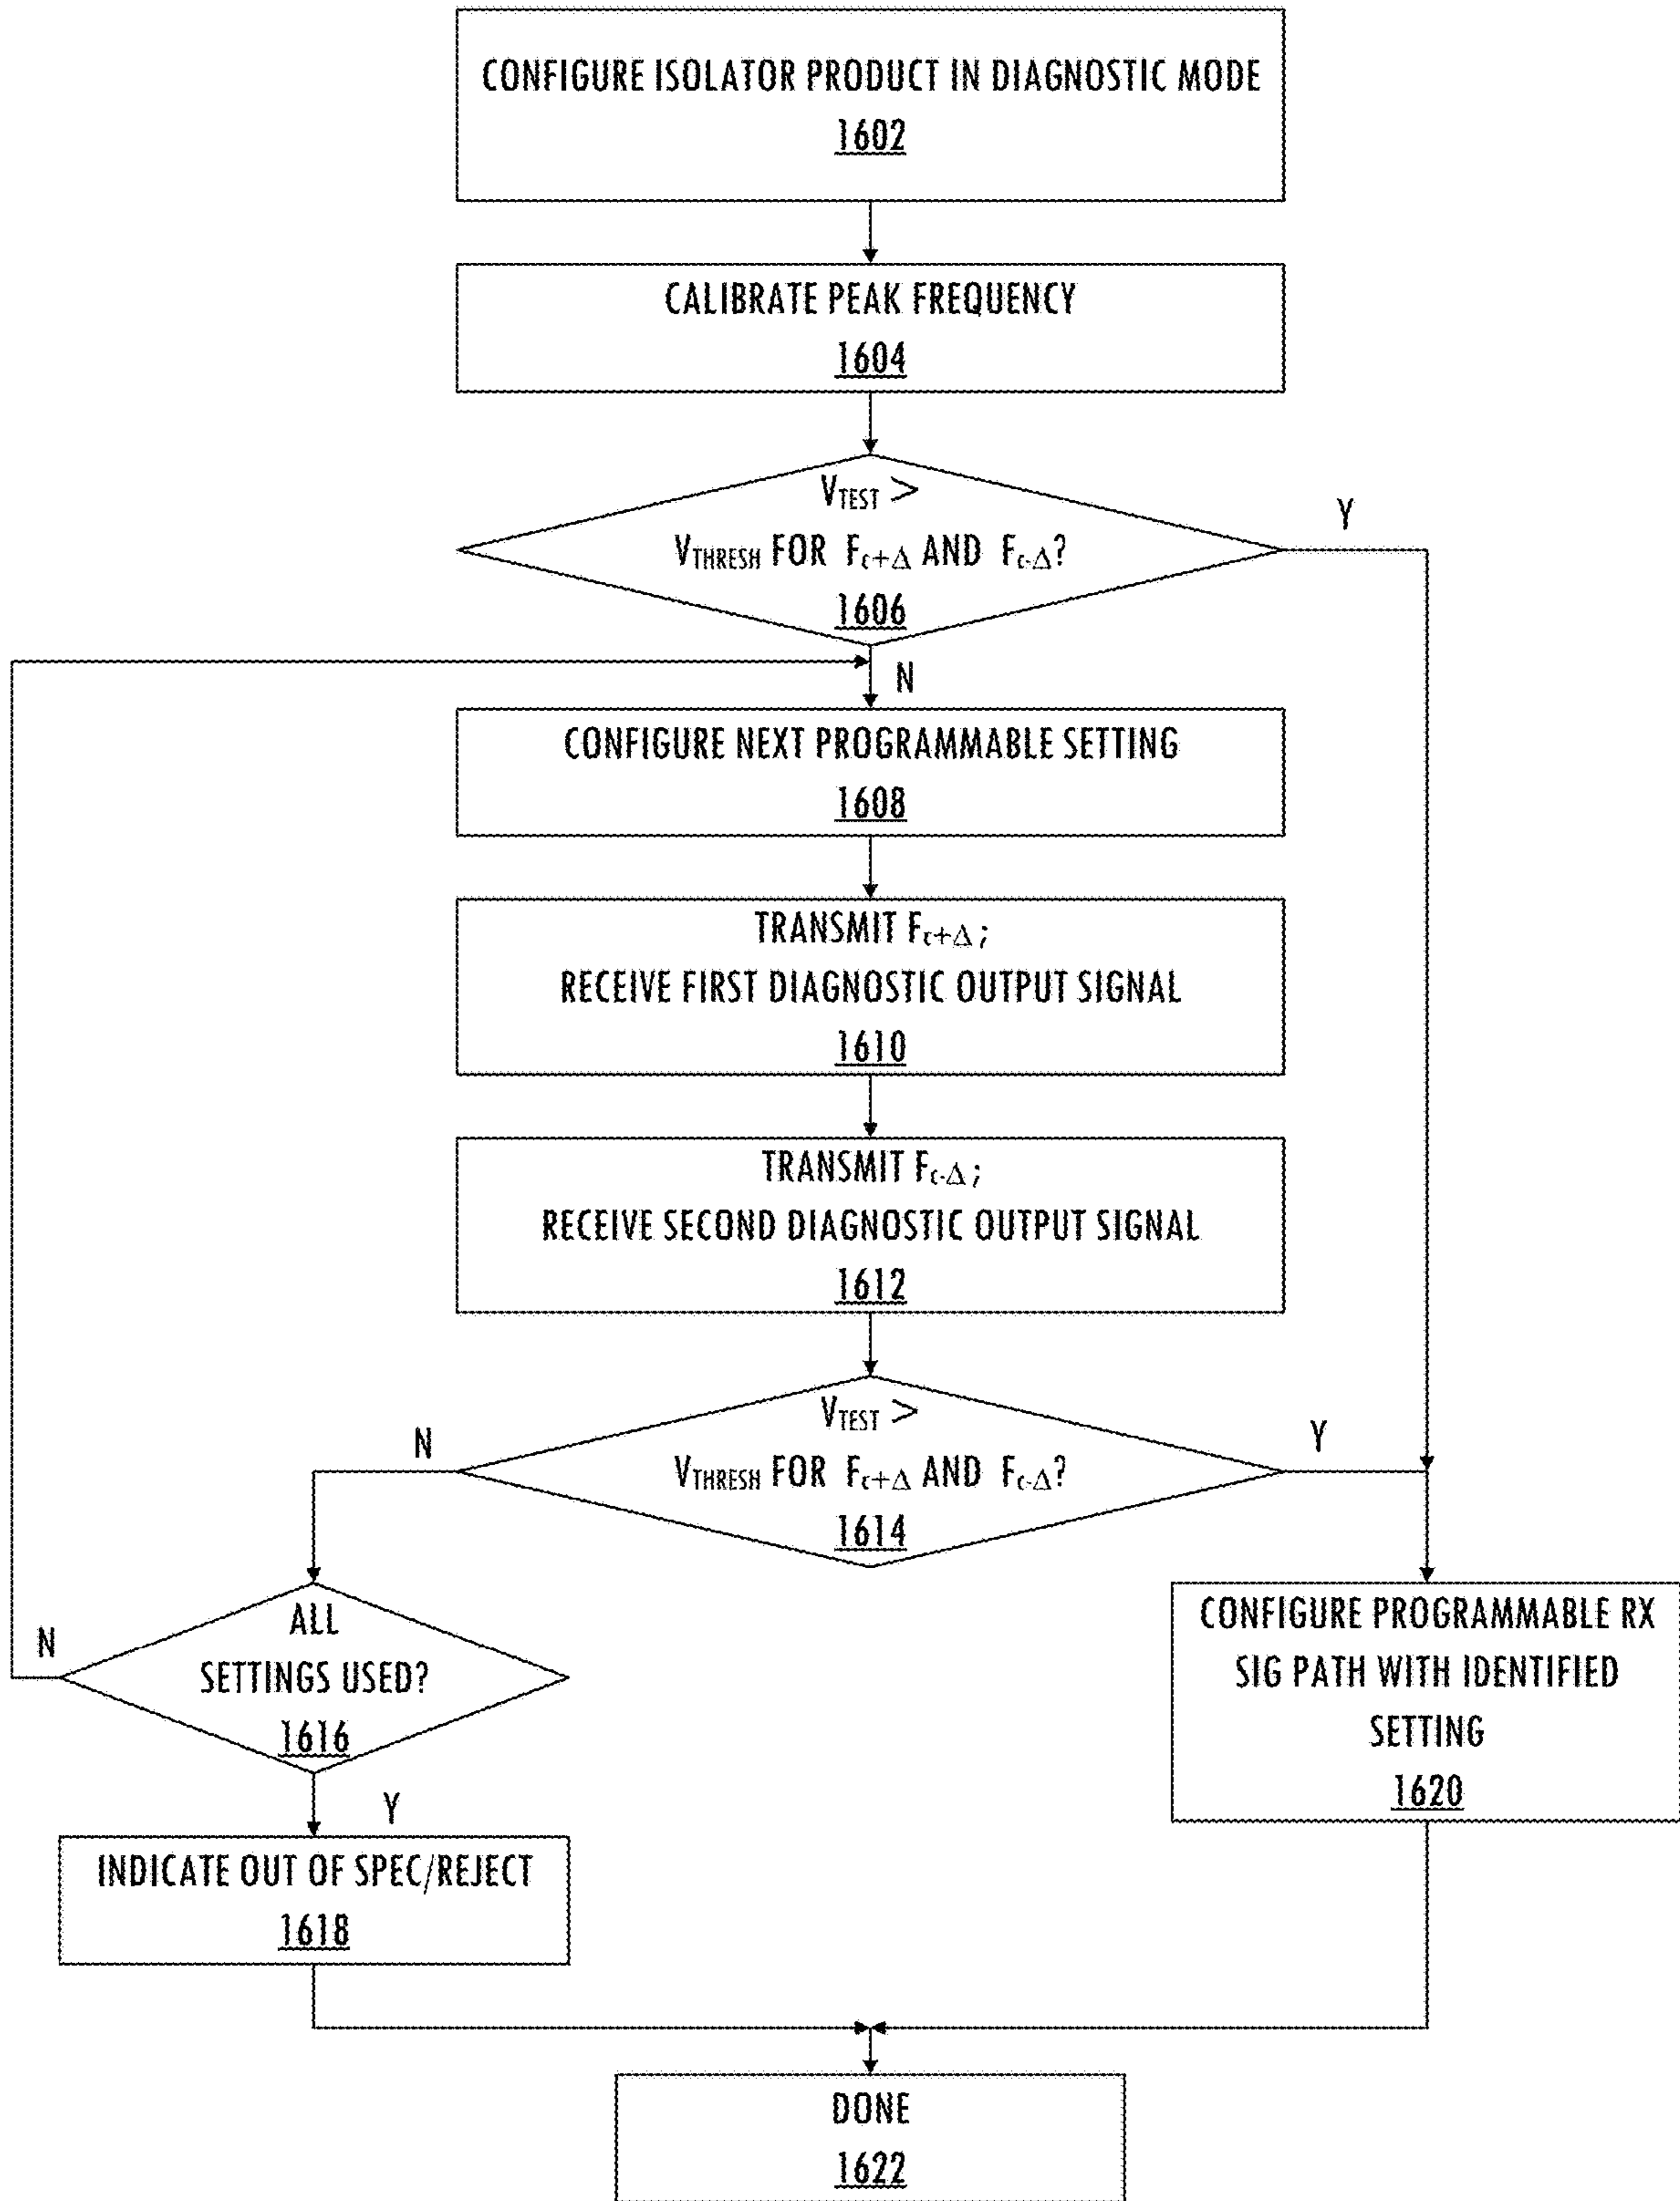 CONFIGURE ISOLATOR PRODUCT IN DIAGNOSTIC MODE
1602
CALIBRATE PEAK FREQUENCY
1604
VTEST >
VTHRESH FOR Fc+Δ AND Fc-Δ?
1606
Y
N
CONFIGURE NEXT PROGRAMMABLE SETTING
1608
TRANSMIT Fc+Δ;
RECEIVE FIRST DIAGNOSTIC OUTPUT SIGNAL
1610
TRANSMIT Fc-Δ;
RECEIVE SECOND DIAGNOSTIC OUTPUT SIGNAL
1612
VTEST >
VTHRESH FOR Fc+Δ AND Fc-Δ?
1614
N
Y
ALL
SETTINGS USED?
1616
N
Y
CONFIGURE PROGRAMMABLE RX
SIG PATH WITH IDENTIFIED
SETTING
1620
INDICATE OUT OF SPEC/REJECT
1618
DONE
1622